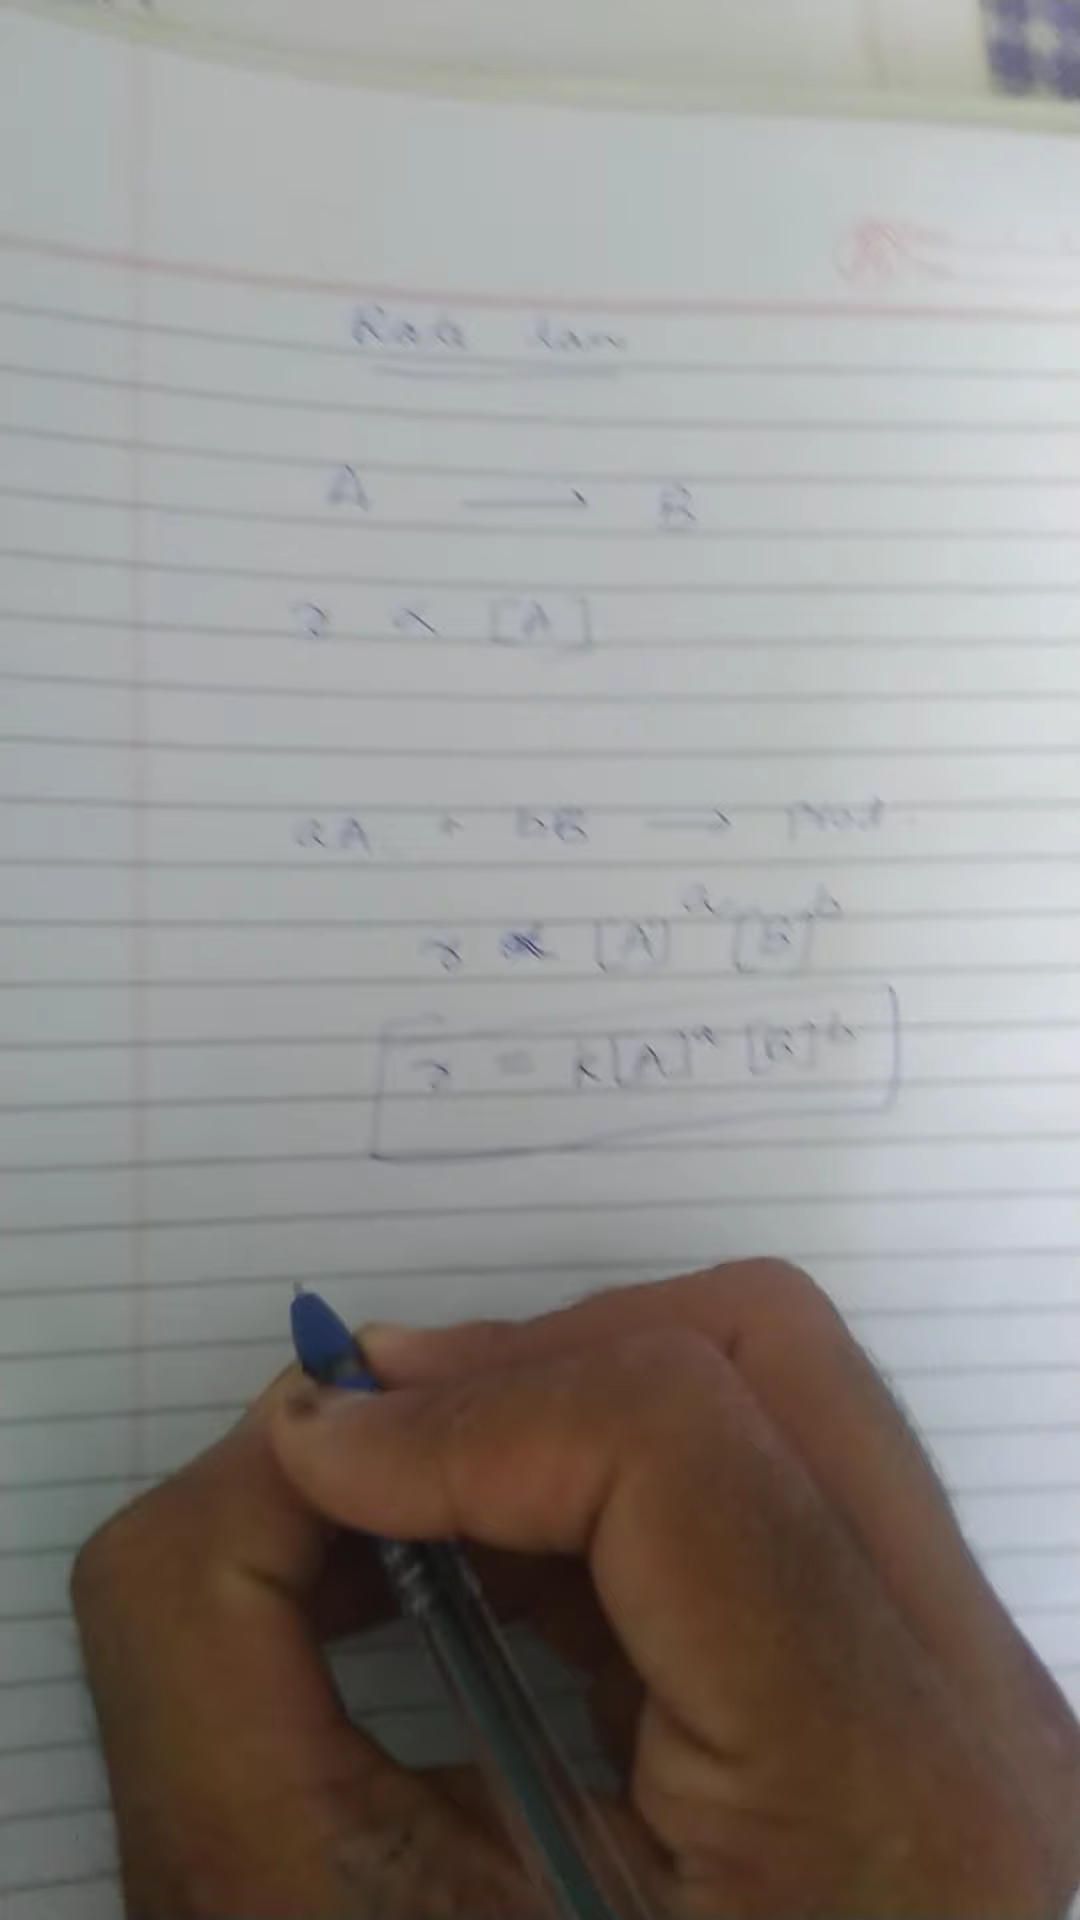 Rate law
A ⟶ B
r ∝ [A]
aA + bB ⟶ prod.
r ∝ [A]^a [B]^b
r = k[A]^a [B]^b